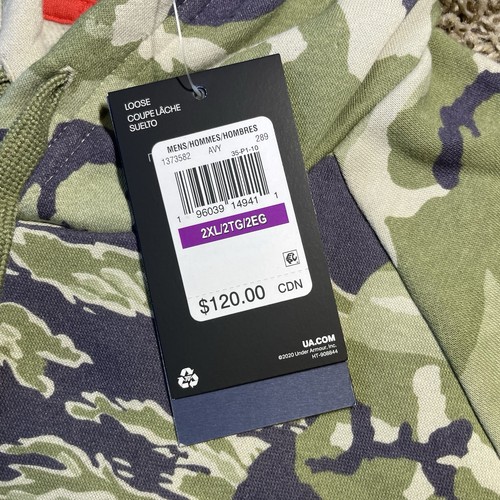 LOOSE
COUPE LÂCHE
SUELTO
MENS/HOMMES/HOMBRES
1373582 AVY 289
35-P1-10
1 96039 14941 1
2XL/2TG/2EG
$120.00 CDN
UA.COM
©2020 Under Armour, Inc.
HT-908844